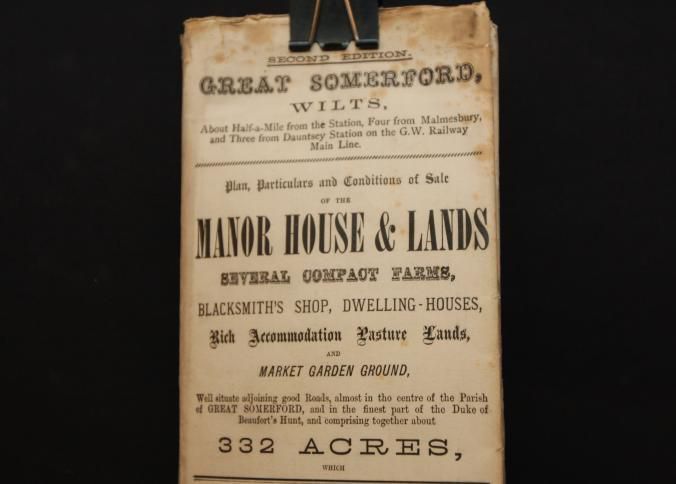 SECOND EDITION.
GREAT SOMERFORD,
WILTS,
About Half-a-Mile from the Station, Four from Malmesbury,
and Three from Dauntsey Station on the G.W. Railway
Main Line.
Plan, Particulars and Conditions of Sale
OF THE
MANOR HOUSE & LANDS
SEVERAL COMPACT FARMS,
BLACKSMITH'S SHOP, DWELLING-HOUSES,
Rich Accommodation Pasture Lands,
AND
MARKET GARDEN GROUND,
Well situate adjoining good Roads, almost in the centre of the Parish
of GREAT SOMERFORD, and in the finest part of the Duke of
Beaufort's Hunt, and comprising together about
332 ACRES,
WHICH